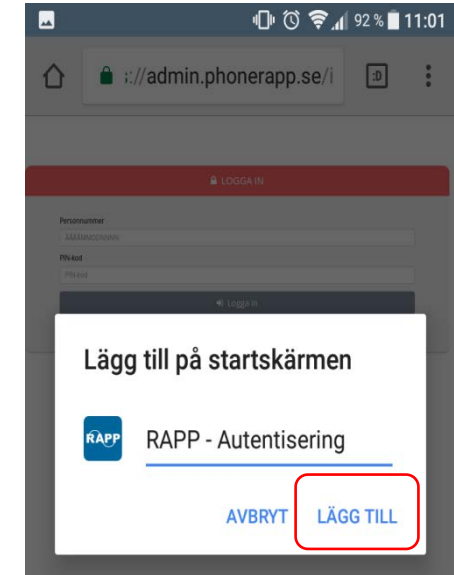 92 % 11:01
://admin.phonerapp.se/i :D
LOGGA IN
Personnummer
ÅÅÅÅMMDDNNNN
PIN-kod
PIN-kod
Logga in
Lägg till på startskärmen
RAPP RAPP - Autentisering
AVBRYT LÄGG TILL